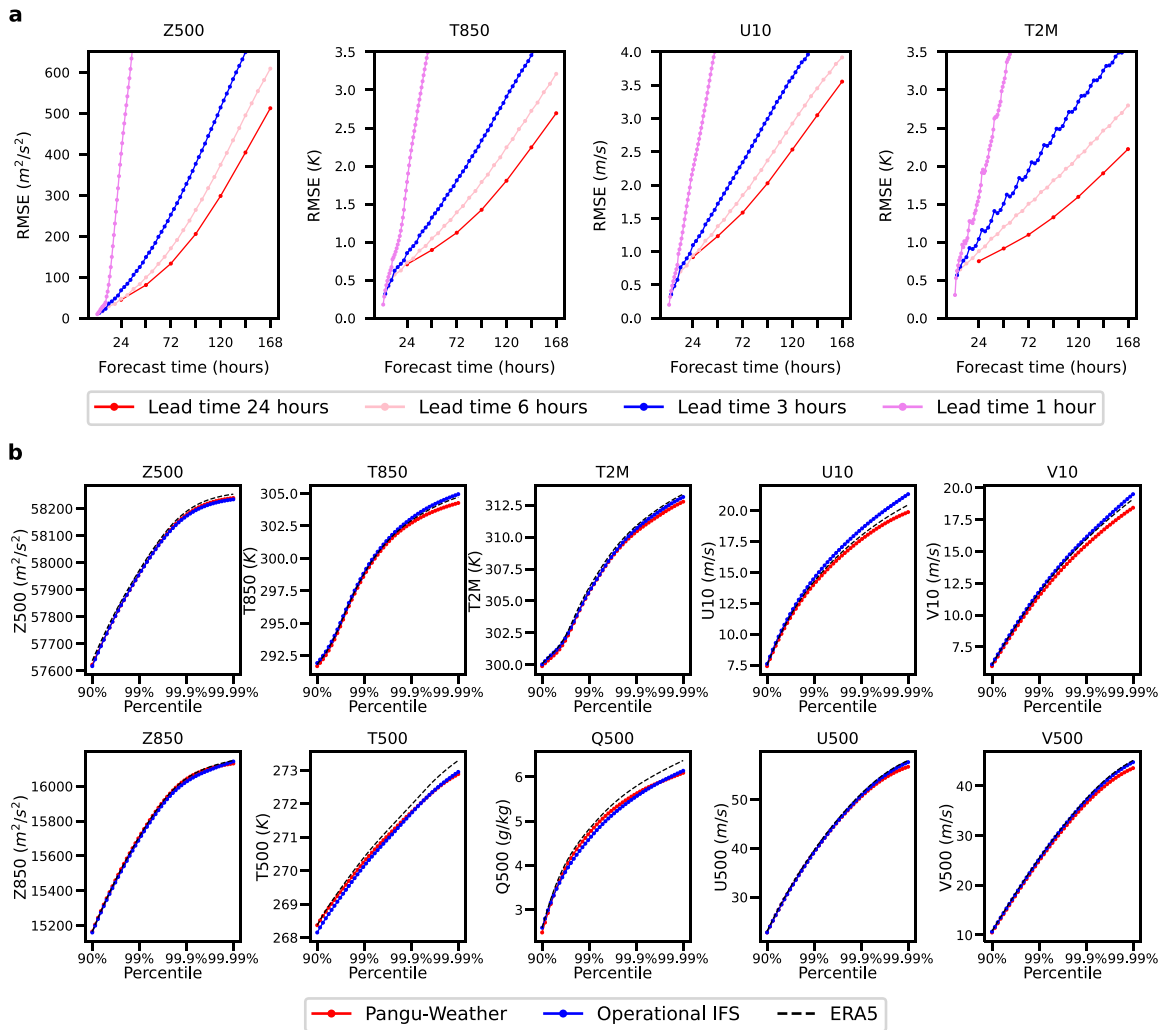 a
Z500
T850
U10
T2M
RMSE (m²/s²)
600
500
400
300
200
100
0
24
72
120
168
Forecast time (hours)
RMSE (K)
3.5
3.0
2.5
2.0
1.5
1.0
0.5
0.0
24
72
120
168
Forecast time (hours)
RMSE (m/s)
4.0
3.5
3.0
2.5
2.0
1.5
1.0
0.5
0.0
24
72
120
168
Forecast time (hours)
RMSE (K)
3.5
3.0
2.5
2.0
1.5
1.0
0.5
0.0
24
72
120
168
Forecast time (hours)
Lead time 24 hours
Lead time 6 hours
Lead time 3 hours
Lead time 1 hour
b
Z500
Z500 (m²/s²)
58200
58100
58000
57900
57800
57700
57600
90%
99%
99.9%
99.99%
Percentile
T850
T850 (K)
305.0
302.5
300.0
297.5
295.0
292.5
90%
99%
99.9%
99.99%
Percentile
T2M
T2M (K)
312.5
310.0
307.5
305.0
302.5
300.0
90%
99%
99.9%
99.99%
Percentile
U10
U10 (m/s)
20.0
17.5
15.0
12.5
10.0
7.5
90%
99%
99.9%
99.99%
Percentile
V10
V10 (m/s)
20.0
17.5
15.0
12.5
10.0
7.5
90%
99%
99.9%
99.99%
Percentile
Z850
Z850 (m²/s²)
16000
15800
15600
15400
15200
90%
99%
99.9%
99.99%
Percentile
T500
T500 (K)
273
272
271
270
269
268
90%
99%
99.9%
99.99%
Percentile
Q500
Q500 (g/kg)
6
5
4
3
90%
99%
99.9%
99.99%
Percentile
U500
U500 (m/s)
50
40
30
90%
99%
99.9%
99.99%
Percentile
V500
V500 (m/s)
40
30
20
10
90%
99%
99.9%
99.99%
Percentile
Pangu-Weather
Operational IFS
ERA5